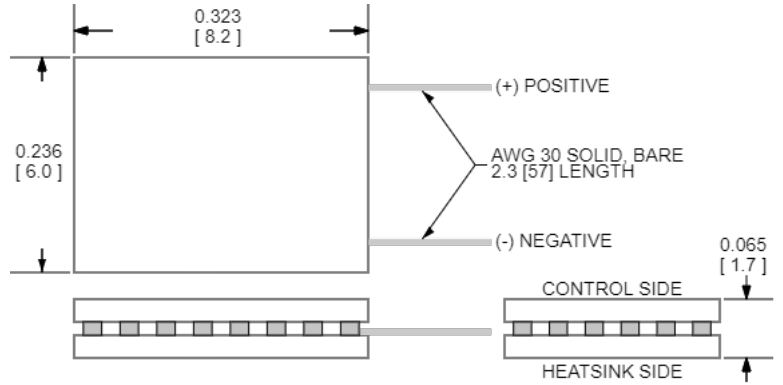 0.323
[ 8.2 ]
(+) POSITIVE
0.236
[ 6.0 ]
AWG 30 SOLID, BARE
2.3 [57] LENGTH
(-) NEGATIVE
0.065
[ 1.7 ]
CONTROL SIDE
HEATSINK SIDE